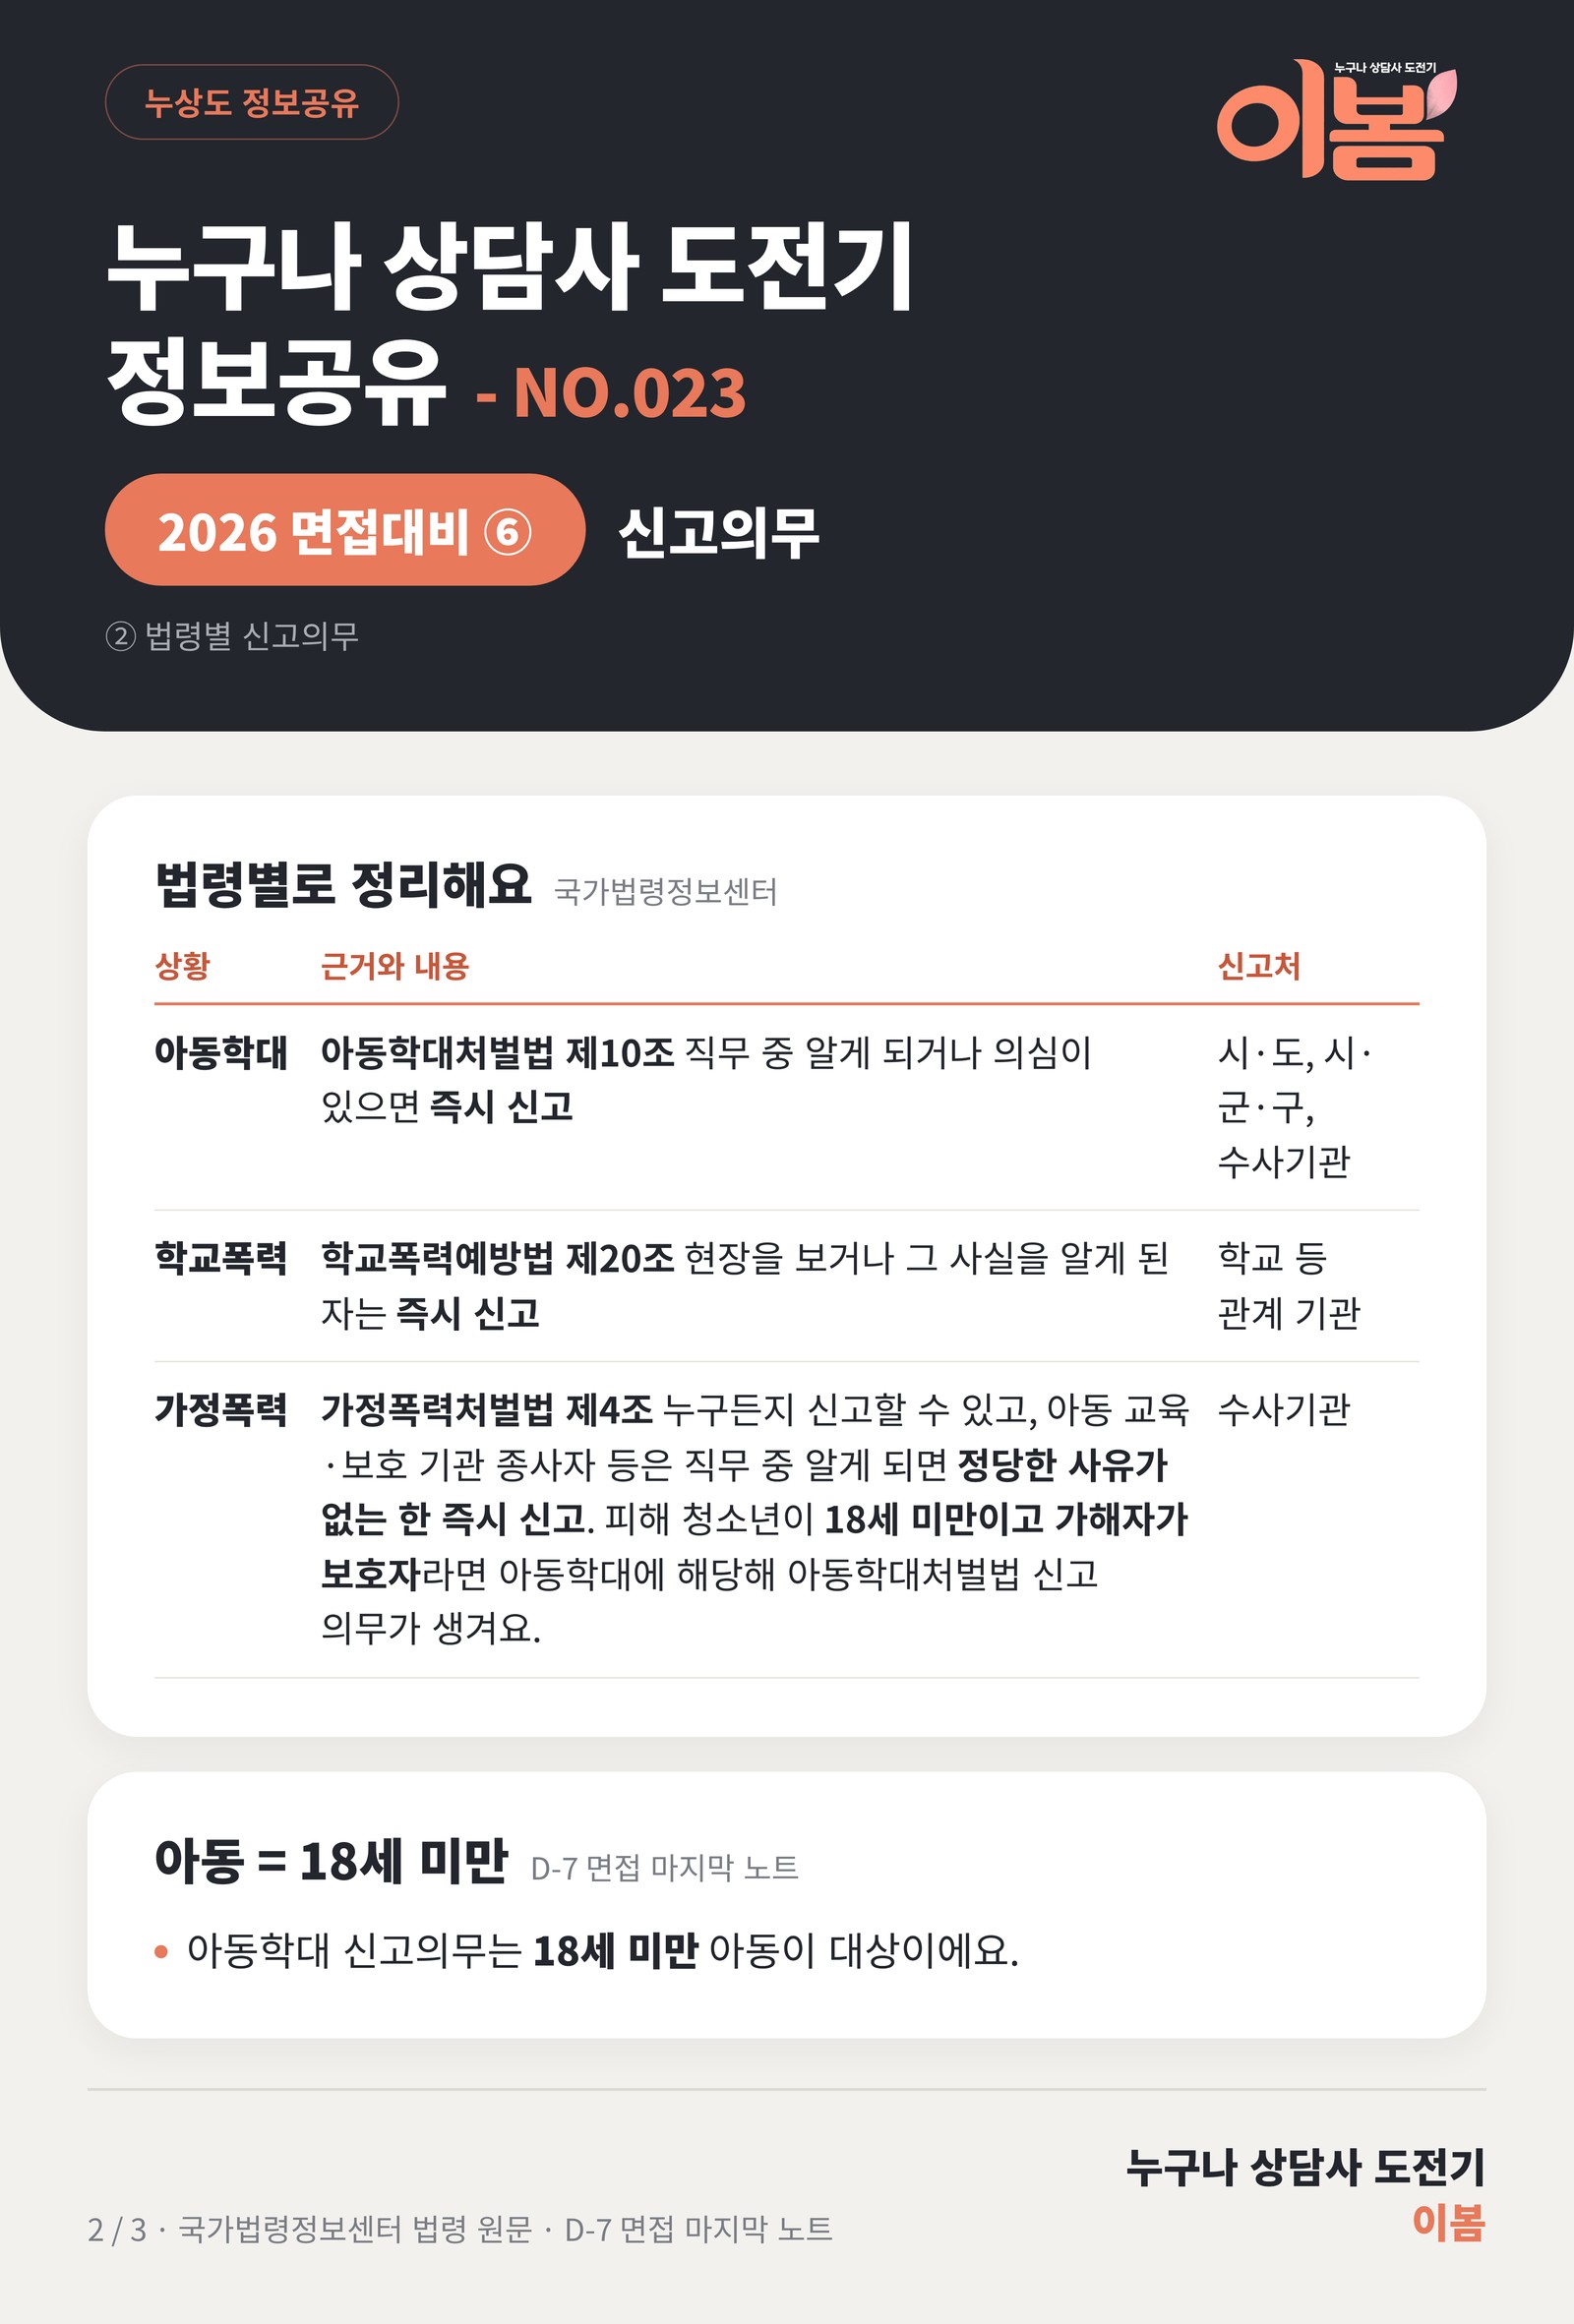 누상도 정보공유
누구나 상담사 도전기
이봄
누구나 상담사 도전기
정보공유 - NO.023
2026 면접대비 ⑥ 신고의무
② 법령별 신고의무
법령별로 정리해요 국가법령정보센터
상황 근거와 내용 신고처
아동학대 아동학대처벌법 제10조 직무 중 알게 되거나 의심이 시·도, 시·
있으면 즉시 신고 군·구,
수사기관
학교폭력 학교폭력예방법 제20조 현장을 보거나 그 사실을 알게 된 학교 등
자는 즉시 신고 관계 기관
가정폭력 가정폭력처벌법 제4조 누구든지 신고할 수 있고, 아동 교육 수사기관
·보호 기관 종사자 등은 직무 중 알게 되면 정당한 사유가
없는 한 즉시 신고. 피해 청소년이 18세 미만이고 가해자가
보호자라면 아동학대에 해당해 아동학대처벌법 신고
의무가 생겨요.
아동 = 18세 미만 D-7 면접 마지막 노트
• 아동학대 신고의무는 18세 미만 아동이 대상이에요.
누구나 상담사 도전기
2 / 3 · 국가법령정보센터 법령 원문 · D-7 면접 마지막 노트 이봄